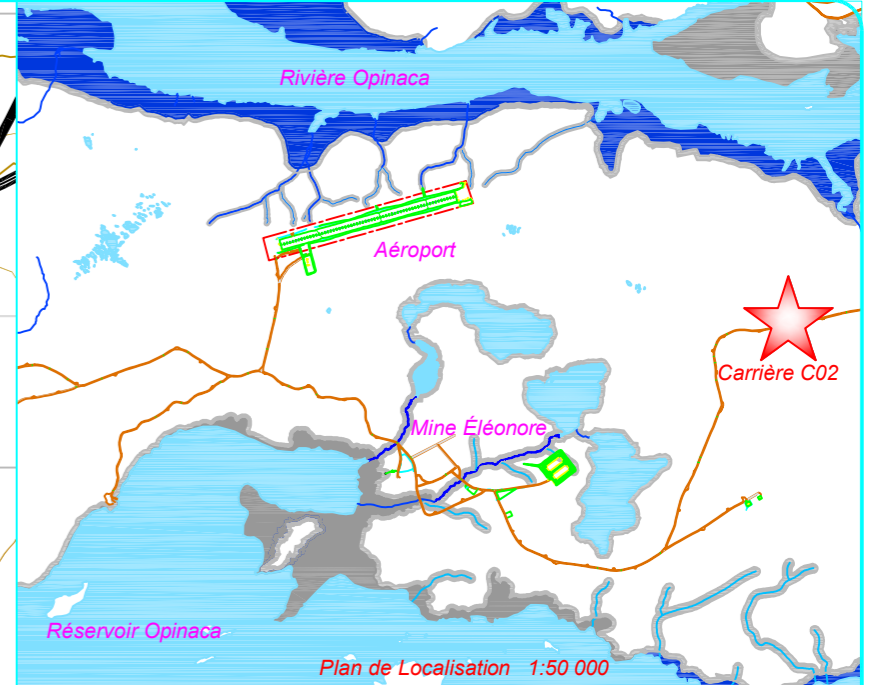 Rivière Opinaca
Aéroport
Carrière C02
Mine Éléonore
Réservoir Opinaca
Plan de Localisation 1:50 000